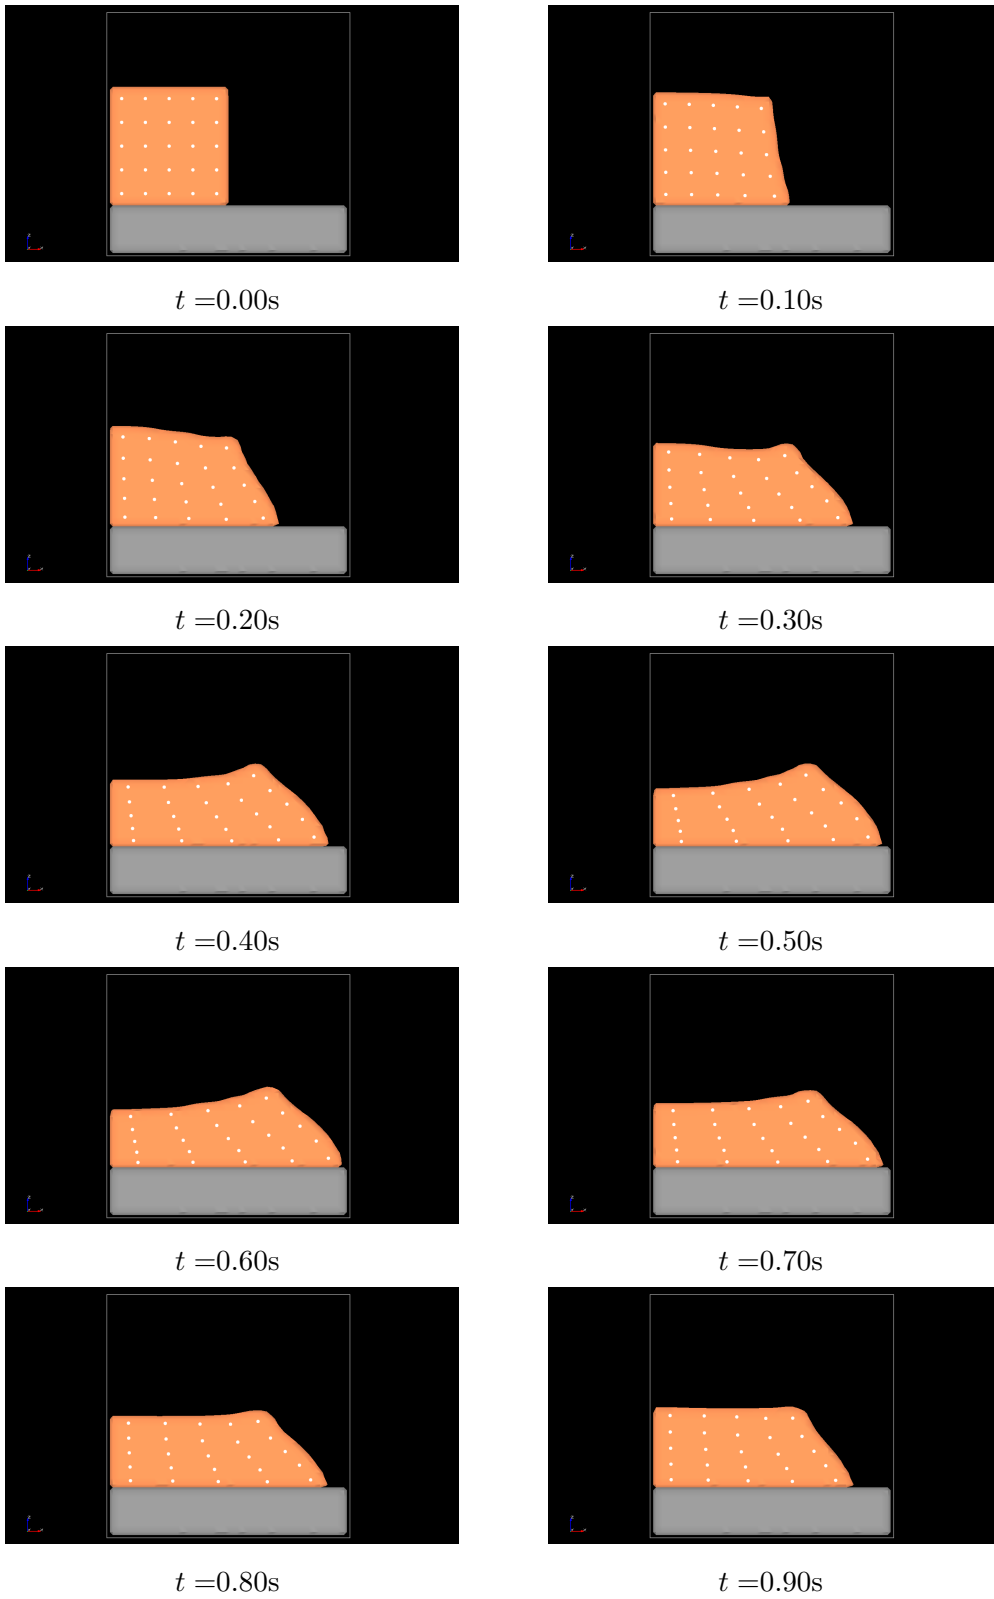 t =0.00s
t =0.10s
t =0.20s
t =0.30s
t =0.40s
t =0.50s
t =0.60s
t =0.70s
t =0.80s
t =0.90s